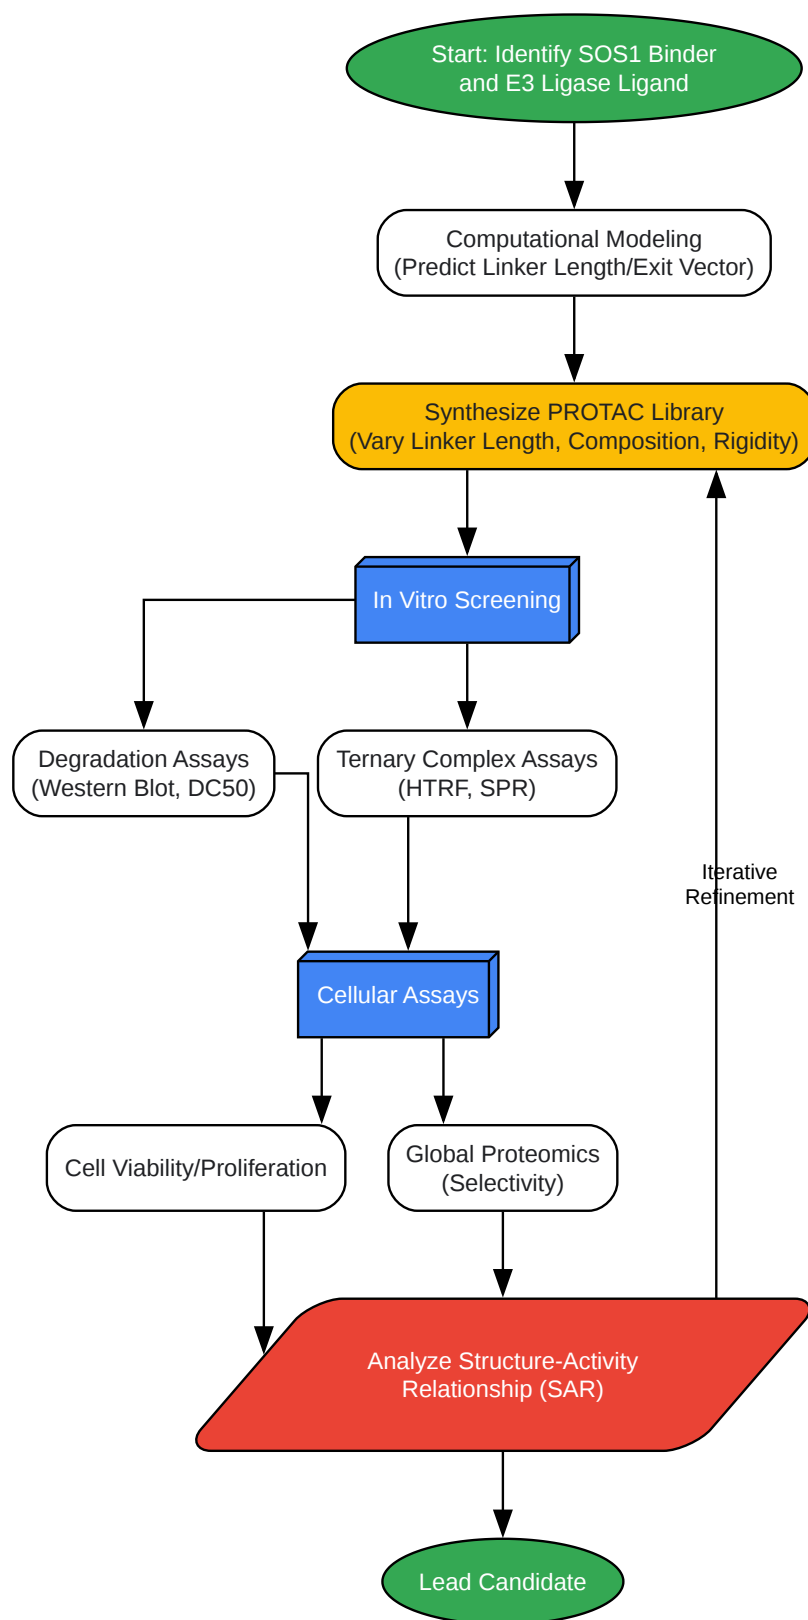 Start: Identify SOS1 Binder
and E3 Ligase Ligand
Computational Modeling
(Predict Linker Length/Exit Vector)
Synthesize PROTAC Library
(Vary Linker Length, Composition, Rigidity)
In Vitro Screening
Degradation Assays
(Western Blot, DC50)
Ternary Complex Assays
(HTRF, SPR)
Iterative
Refinement
Cellular Assays
Cell Viability/Proliferation
Global Proteomics
(Selectivity)
Analyze Structure-Activity
Relationship (SAR)
Lead Candidate